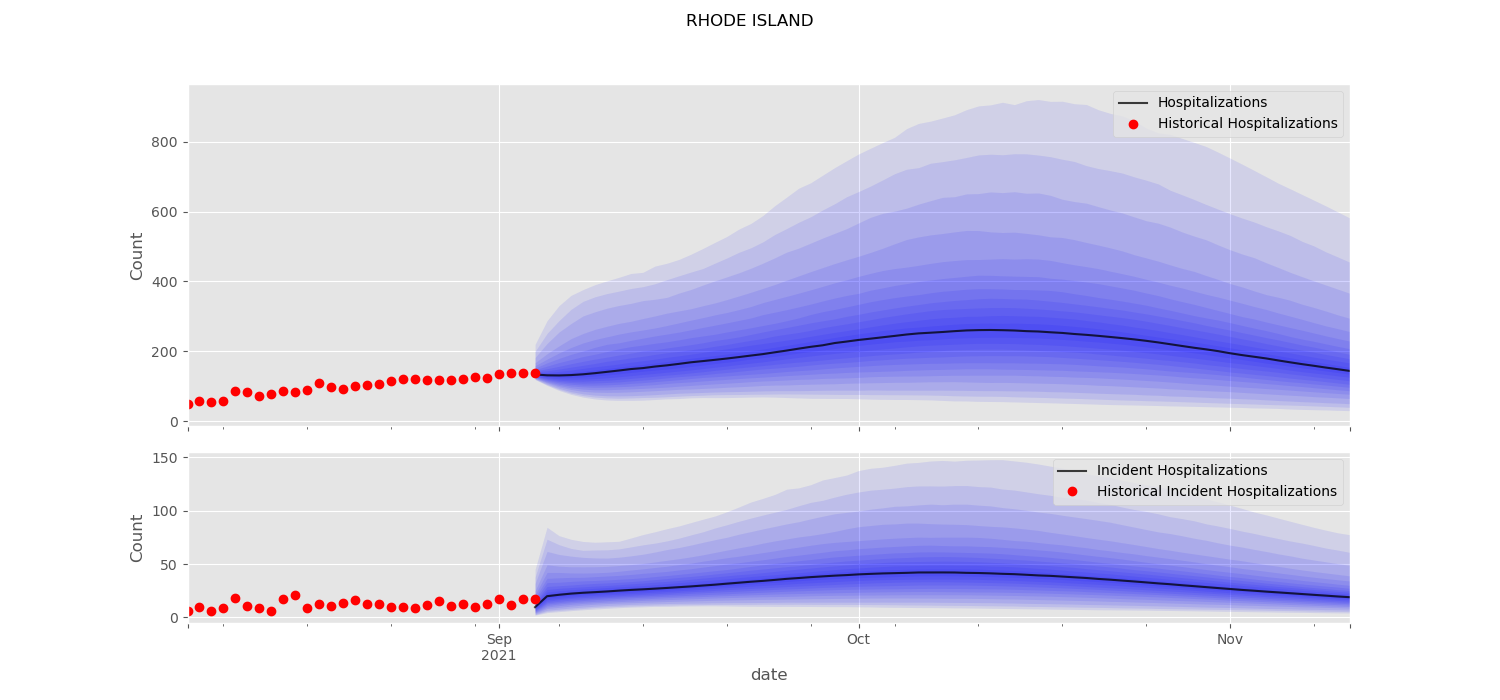 RHODE ISLAND
Hospitalizations
Historical Hospitalizations
Count
800
600
400
200
0
Incident Hospitalizations
Historical Incident Hospitalizations
Count
150
100
50
0
Sep
2021
Oct
Nov
date